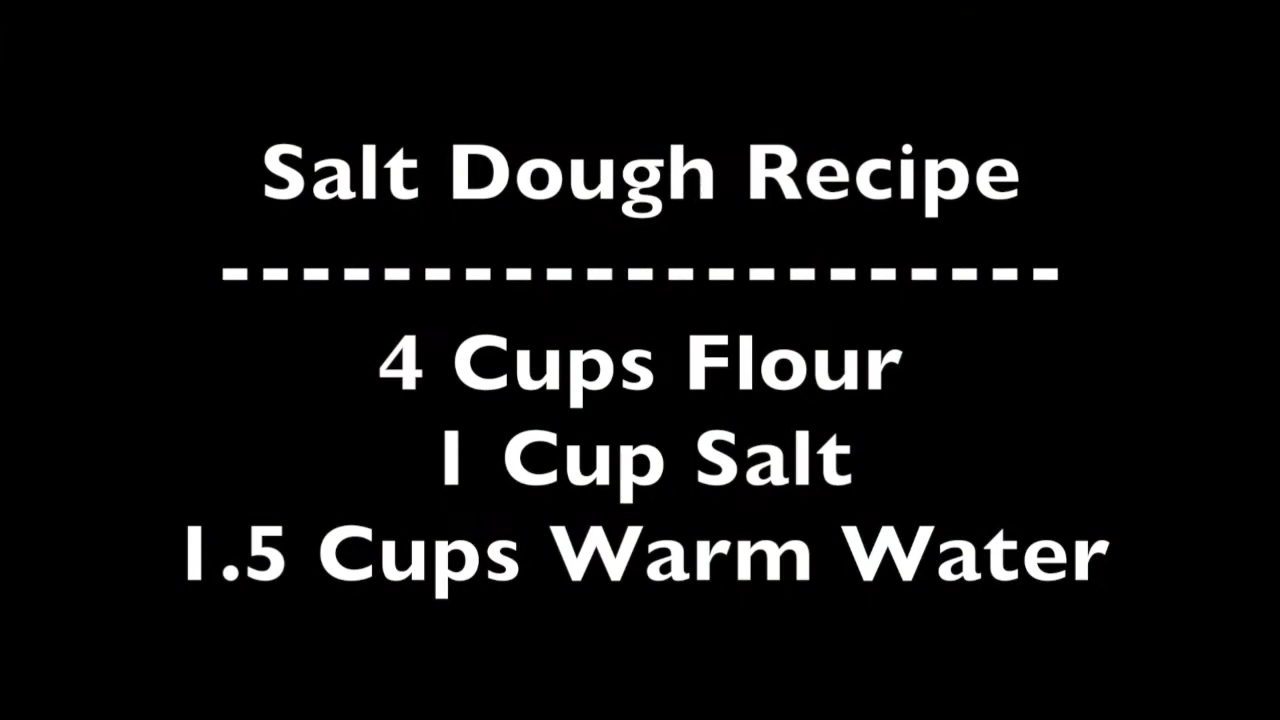 Salt Dough Recipe
---------------------
4 Cups Flour
1 Cup Salt
1.5 Cups Warm Water